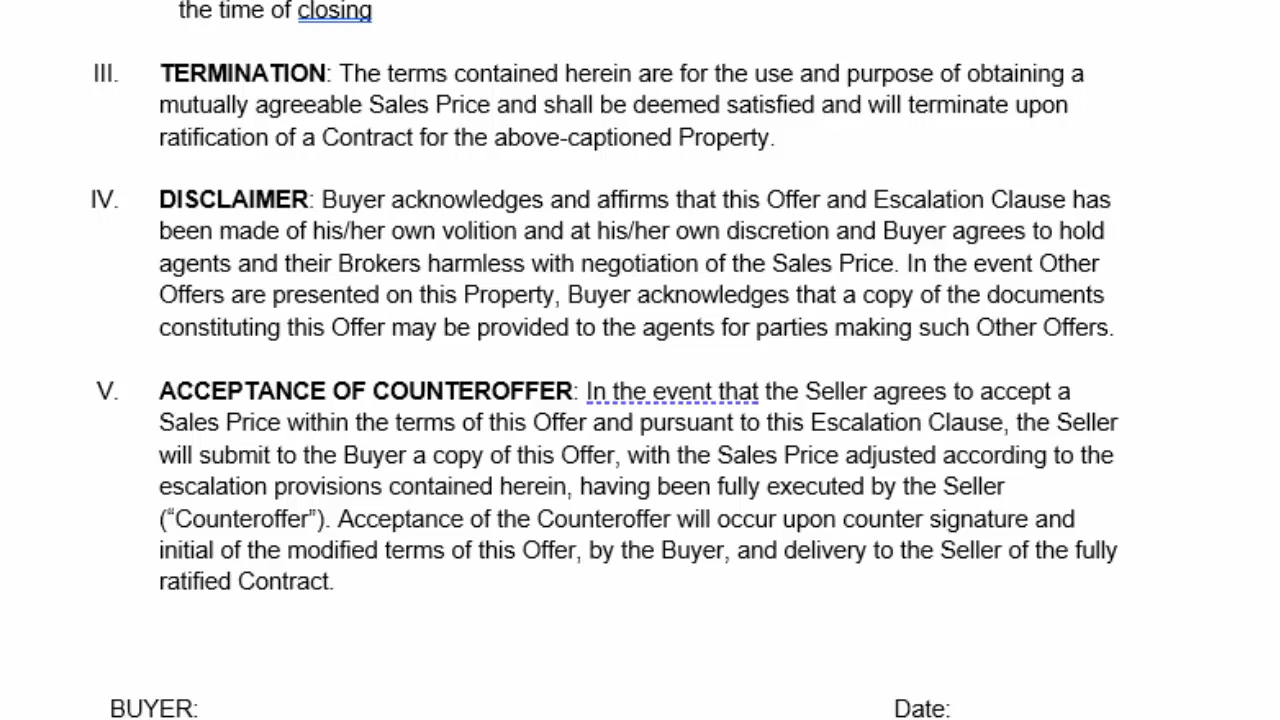 the time of closing
III. TERMINATION: The terms contained herein are for the use and purpose of obtaining a
mutually agreeable Sales Price and shall be deemed satisfied and will terminate upon
ratification of a Contract for the above-captioned Property.
IV. DISCLAIMER: Buyer acknowledges and affirms that this Offer and Escalation Clause has
been made of his/her own volition and at his/her own discretion and Buyer agrees to hold
agents and their Brokers harmless with negotiation of the Sales Price. In the event Other
Offers are presented on this Property, Buyer acknowledges that a copy of the documents
constituting this Offer may be provided to the agents for parties making such Other Offers.
V. ACCEPTANCE OF COUNTEROFFER: In the event that the Seller agrees to accept a
Sales Price within the terms of this Offer and pursuant to this Escalation Clause, the Seller
will submit to the Buyer a copy of this Offer, with the Sales Price adjusted according to the
escalation provisions contained herein, having been fully executed by the Seller
(“Counteroffer”). Acceptance of the Counteroffer will occur upon counter signature and
initial of the modified terms of this Offer, by the Buyer, and delivery to the Seller of the fully
ratified Contract.
BUYER: Date: